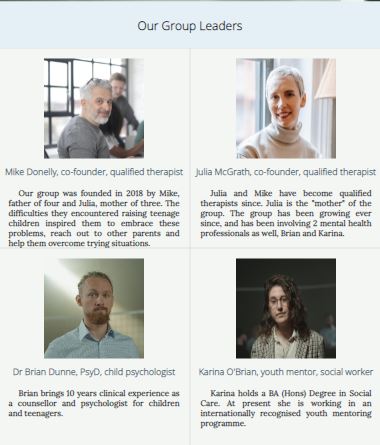 Our Group Leaders
Mike Donelly, co-founder, qualified therapist
Our group was founded in 2018 by Mike,
father of four and Julia, mother of three. The
difficulties they encountered raising teenage
children inspired them to embrace these
problems, reach out to other parents and
help them overcome trying situations.
Julia McGrath, co-founder, qualified therapist
Julia and Mike have become qualified
therapists since. Julia is the "mother" of the
group. The group has been growing ever
since, and has been involving 2 mental health
professionals as well, Brian and Karina.
Dr Brian Dunne, PsyD, child psychologist
Brian brings 10 years clinical experience as
a counsellor and psychologist for children
and teenagers.
Karina O'Brian, youth mentor, social worker
Karina holds a BA (Hons) Degree in Social
Care. At present she is working in an
internationally recognised youth mentoring
programme.